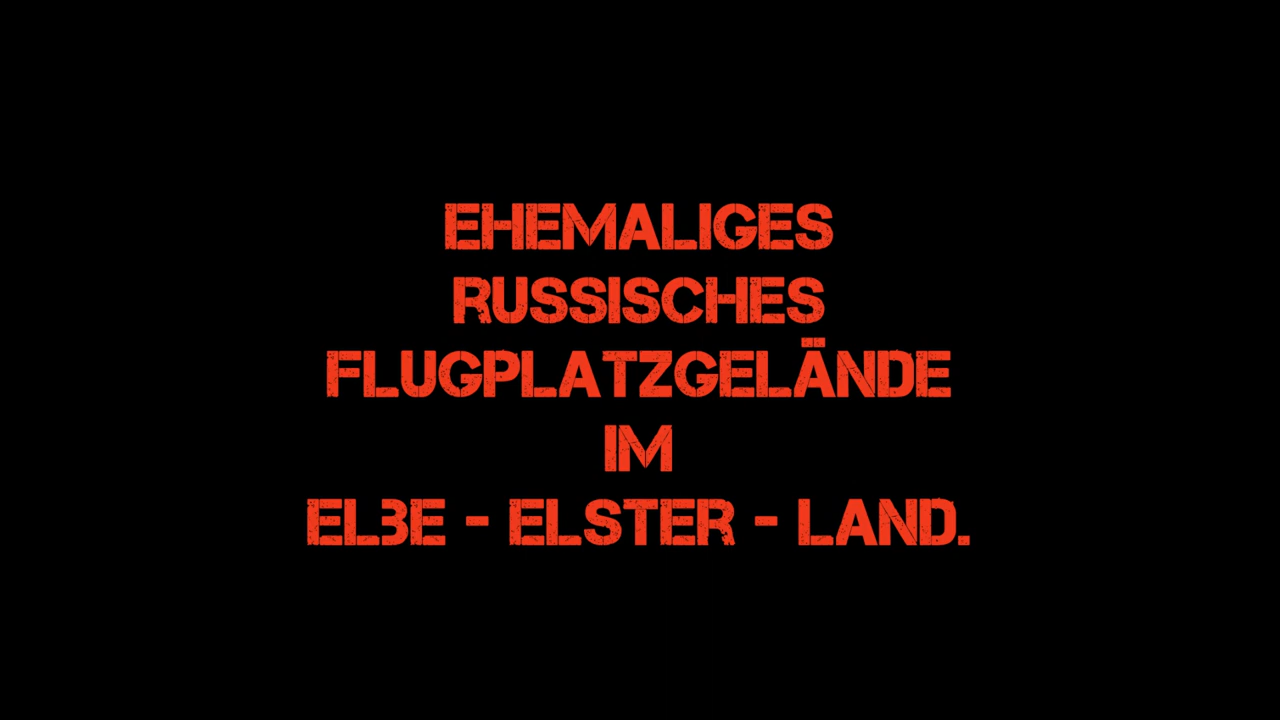 EHEMALIGES
RUSSISCHES
FLUGPLATZGELÄNDE
IM
ELBE - ELSTER - LAND.